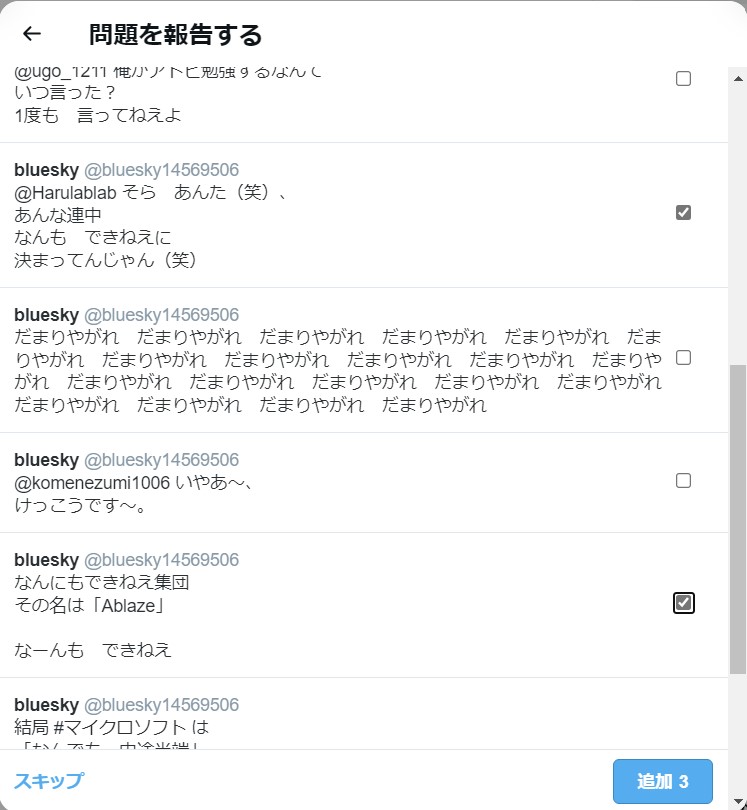 問題を報告する
@ugo_1211 俺がアトピ勉強するなんて
いつ言った？
1度も　言ってねえよ
bluesky @bluesky14569506
@Harulablab そら　あんた（笑）、
あんな連中
なんも　できねえに
決まってんじゃん（笑）
bluesky @bluesky14569506
だまりやがれ　だまりやがれ　だまりやがれ　だまりやがれ　だまりやがれ　だま
りやがれ　だまりやがれ　だまりやがれ　だまりやがれ　だまりやがれ　だまりや
がれ　だまりやがれ　だまりやがれ　だまりやがれ　だまりやがれ　だまりやがれ
だまりやがれ　だまりやがれ　だまりやがれ　だまりやがれ
bluesky @bluesky14569506
@komenezumi1006 いやあ～、
けっこうです～。
bluesky @bluesky14569506
なんにもできねえ集団
その名は「Ablaze」
なーんも　できねえ
bluesky @bluesky14569506
結局 #マイクロソフト は
「なんでも　中途半端」
スキップ
追加 3